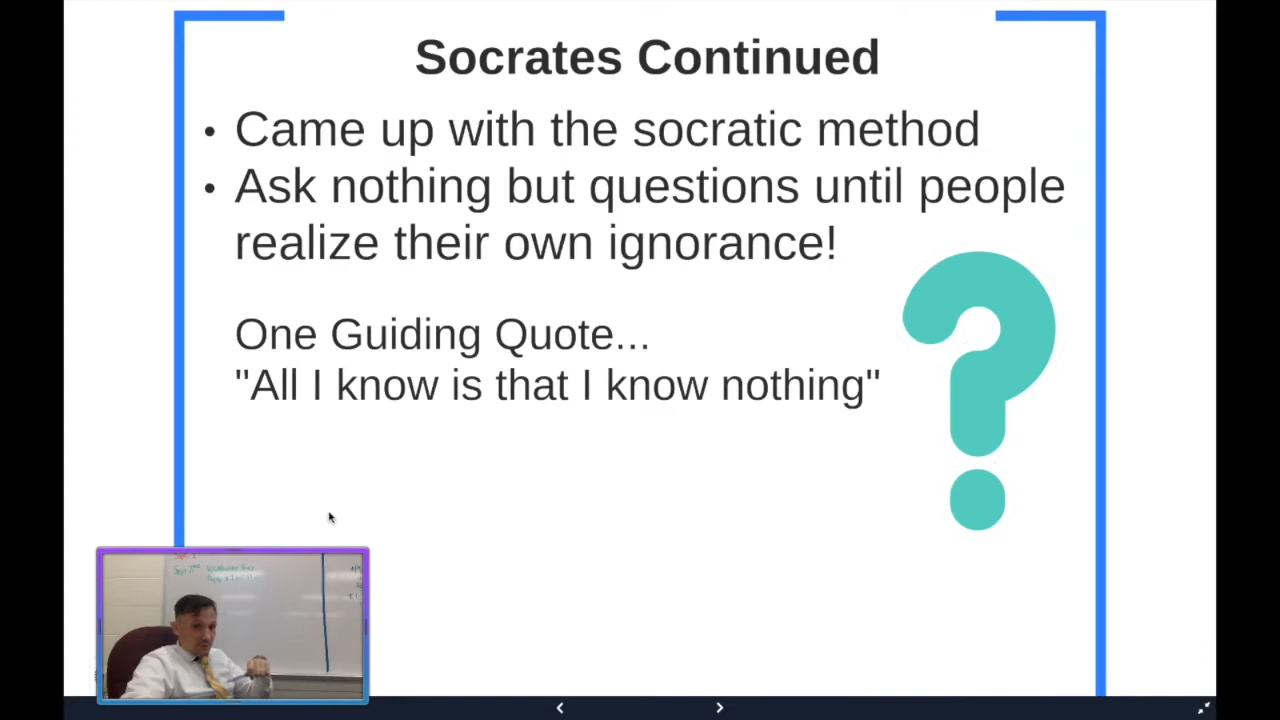 Socrates Continued
• Came up with the socratic method
• Ask nothing but questions until people
realize their own ignorance!
One Guiding Quote...
"All I know is that I know nothing"